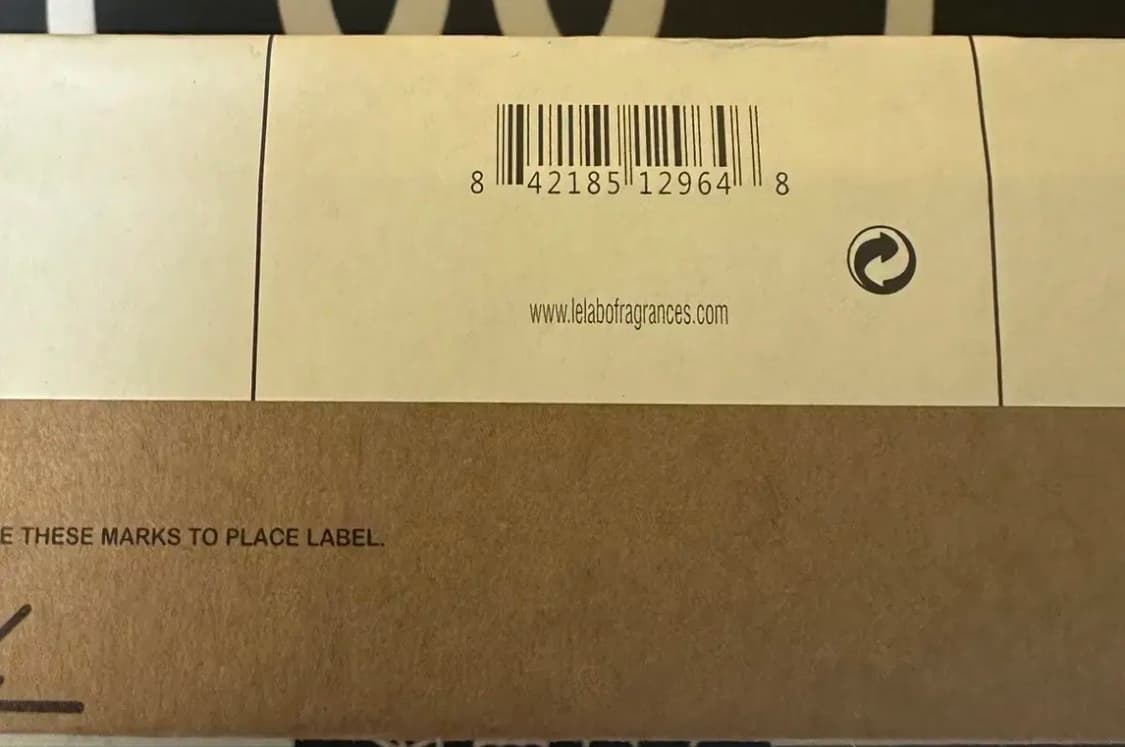 8 42185 12964 8
www.lelabofragrances.com
E THESE MARKS TO PLACE LABEL.